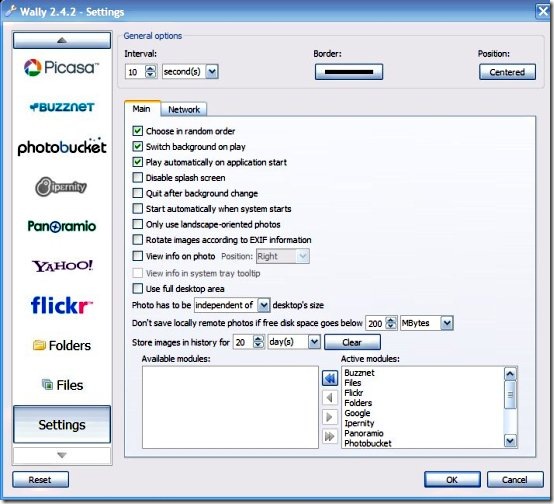 Wally 2.4.2 - Settings
General options
Interval:
Border:
Position:
10
second(s)
Centered
Picasa™
BUZZNET
photobucket
ipernity
PanOramio
YAHOO!
flickr™
Folders
Files
Settings
Main
Network
Choose in random order
Switch background on play
Play automatically on application start
Disable splash screen
Quit after background change
Start automatically when system starts
Only use landscape-oriented photos
Rotate images according to EXIF information
View info on photo Position: Right
View info in system tray tooltip
Use full desktop area
Photo has to be independent of desktop's size
Don't save locally remote photos if free disk space goes below 200 MBytes
Store images in history for 20 day(s) Clear
Available modules:
Active modules:
Buzznet
Files
Flickr
Folders
Google
Ipernity
Panoramio
Photobucket
Reset
OK
Cancel